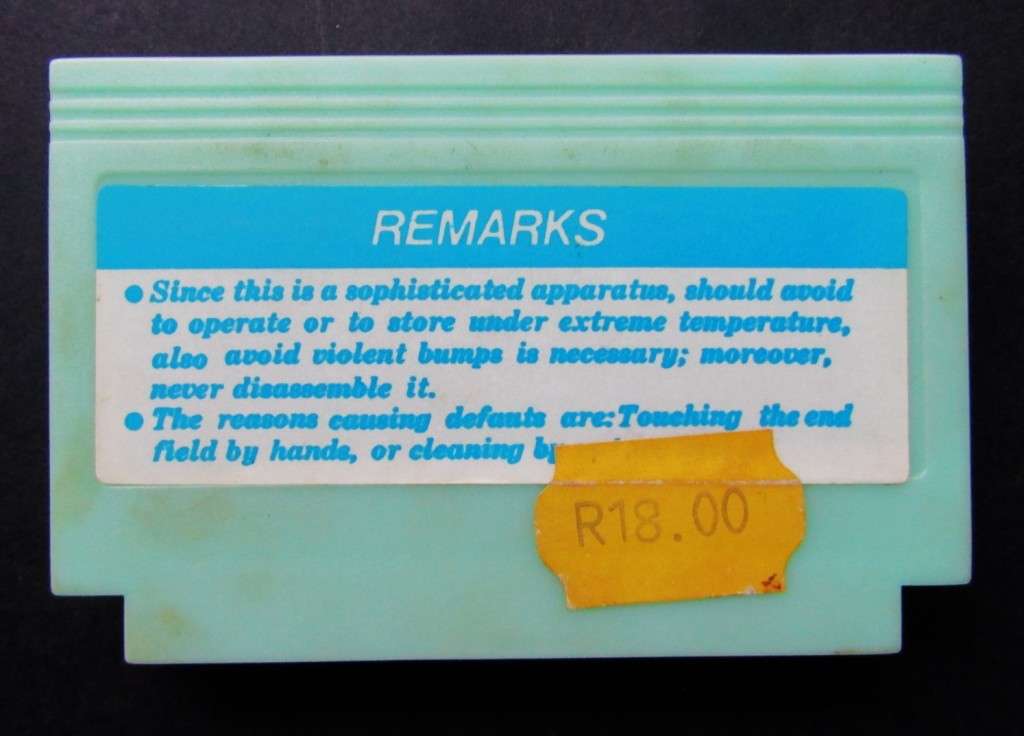 REMARKS
● Since this is a sophisticated apparatus, should avoid
to operate or to store under extreme temperature,
also avoid violent bumps is necessary; moreover,
never disassemble it.
● The reasons causing defants are: Touching the end
field by hands, or cleaning by
R18.00